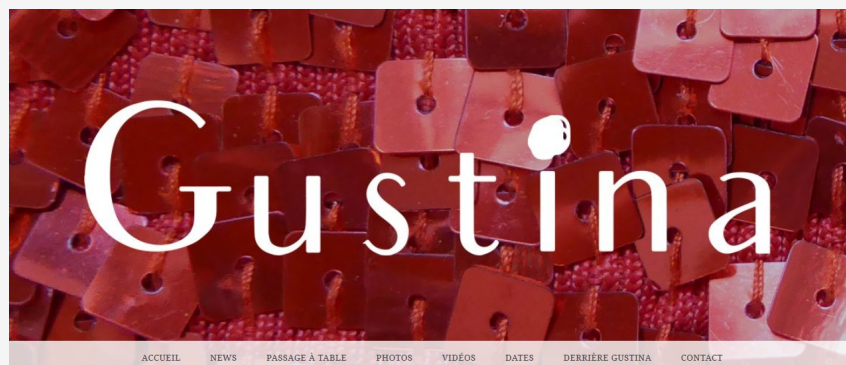 Gustina
ACCUEIL NEWS PASSAGE À TABLE PHOTOS VIDÉOS DATES DERRIÈRE GUSTINA CONTACT